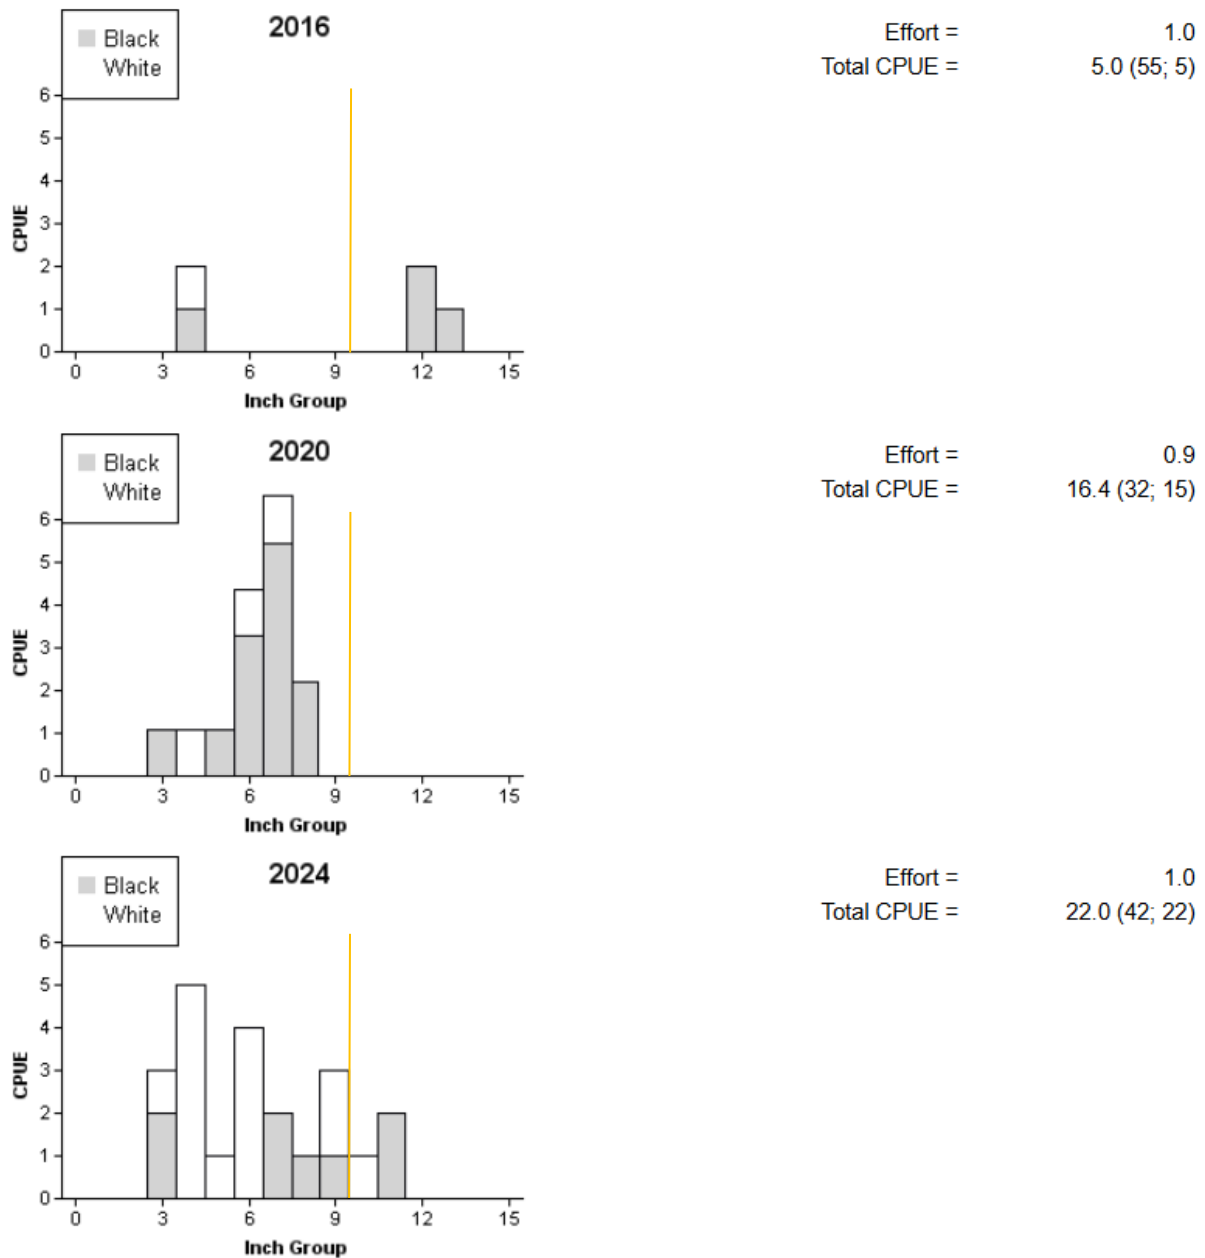 2016
Black
White
Effort = 1.0
Total CPUE = 5.0 (55; 5)
6
5
4
3
2
1
0
CPUE
0 3 6 9 12 15
Inch Group
2020
Black
White
Effort = 0.9
Total CPUE = 16.4 (32; 15)
6
5
4
3
2
1
0
CPUE
0 3 6 9 12 15
Inch Group
2024
Black
White
Effort = 1.0
Total CPUE = 22.0 (42; 22)
6
5
4
3
2
1
0
CPUE
0 3 6 9 12 15
Inch Group